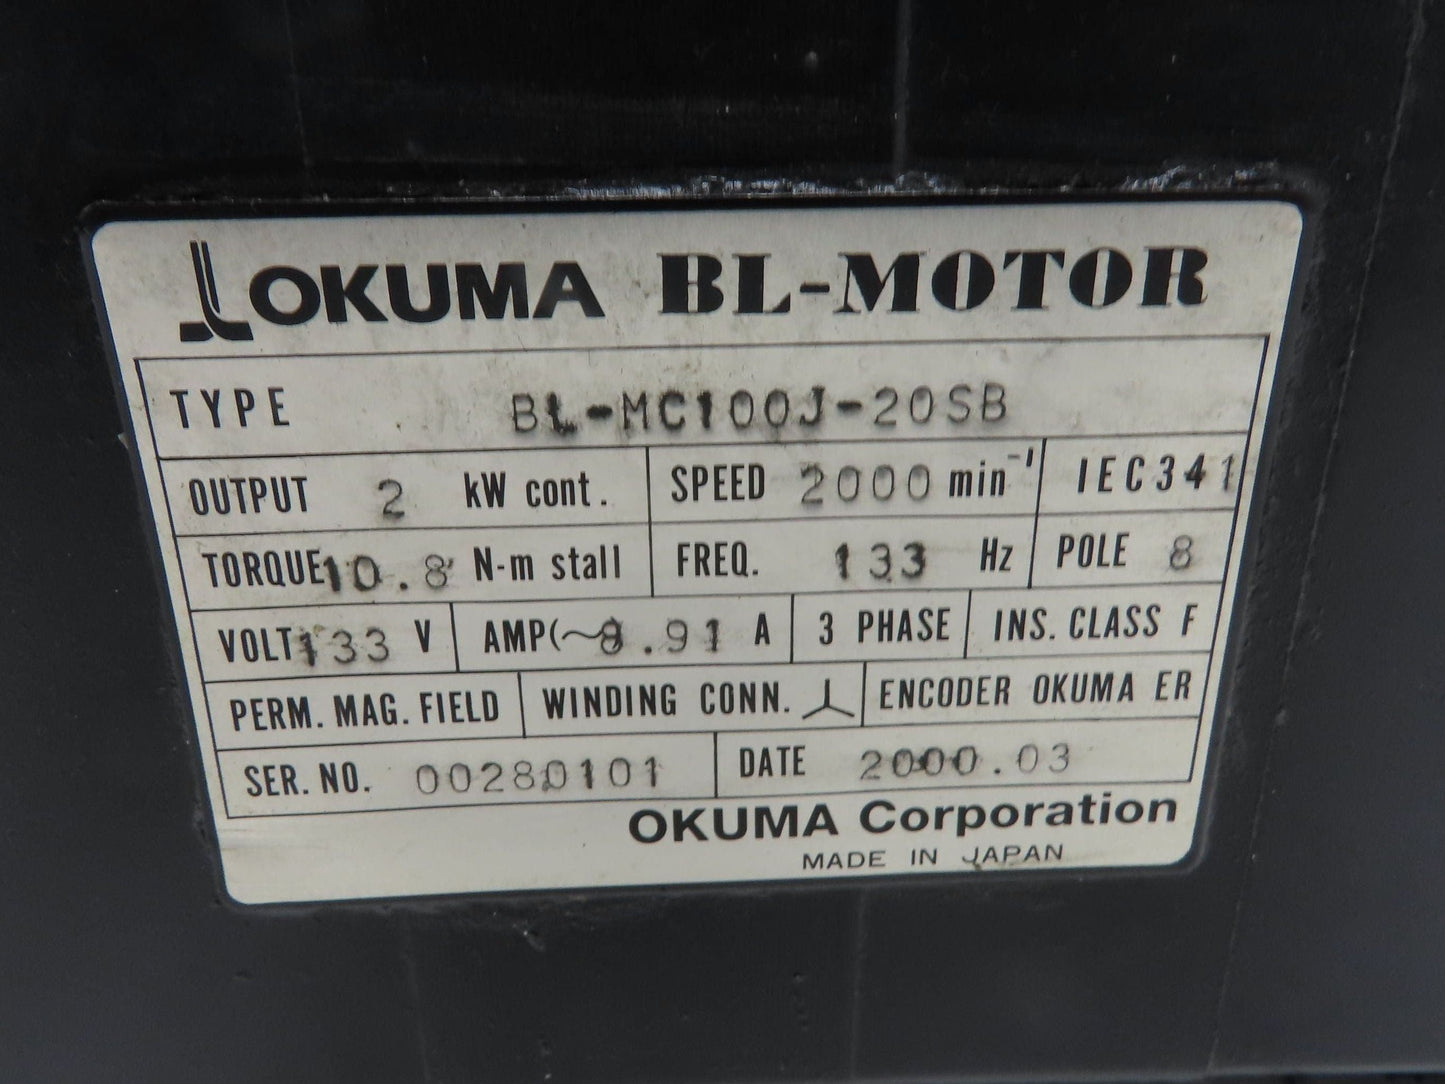 OKUMA BL-MOTOR
TYPE BL-MC100J-20SB
OUTPUT 2 kW cont. SPEED 2000 min⁻¹ IEC341
TORQUE 10.8 N-m stall FREQ. 133 Hz POLE 8
VOLT 133 V AMP(~) 8.91 A 3 PHASE INS. CLASS F
PERM. MAG. FIELD WINDING CONN. ENCODER OKUMA ER
SER. NO. 00280101 DATE 2000.03
OKUMA Corporation
MADE IN JAPAN